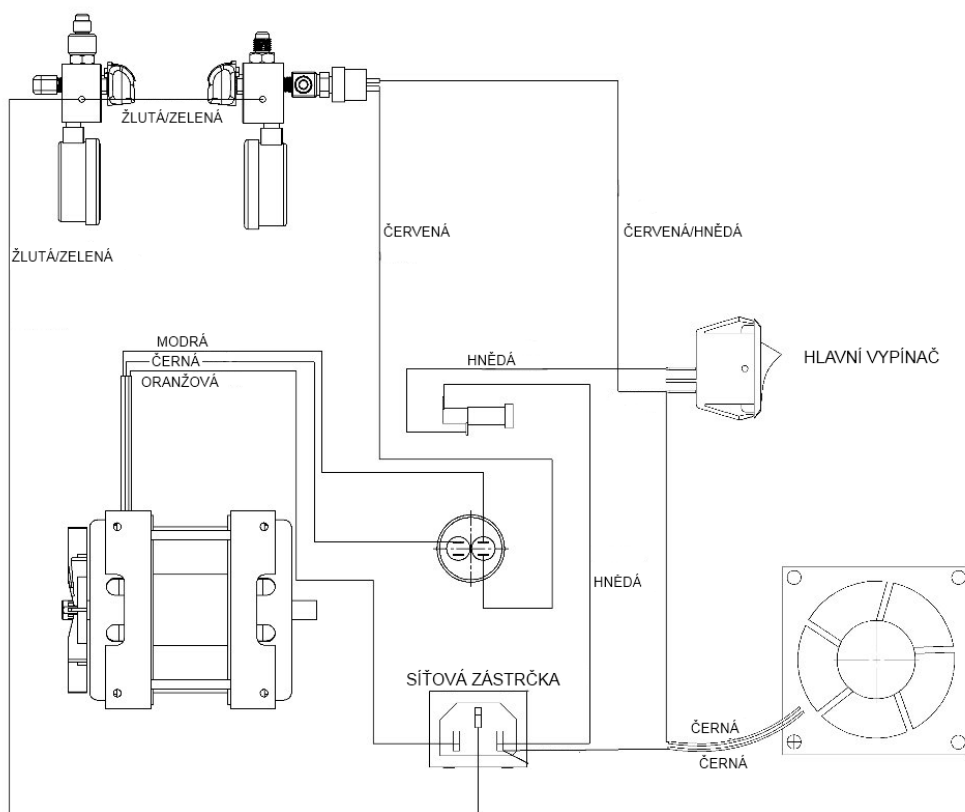 ŽLUTÁ/ZELENÁ
ČERVENÁ
ČERVENÁ/HNĚDÁ
ŽLUTÁ/ZELENÁ
MODRÁ
ČERNÁ
ORANŽOVÁ
HNĚDÁ
HLAVNÍ VYPÍNAČ
HNĚDÁ
SÍŤOVÁ ZÁSTRČKA
ČERNÁ
ČERNÁ